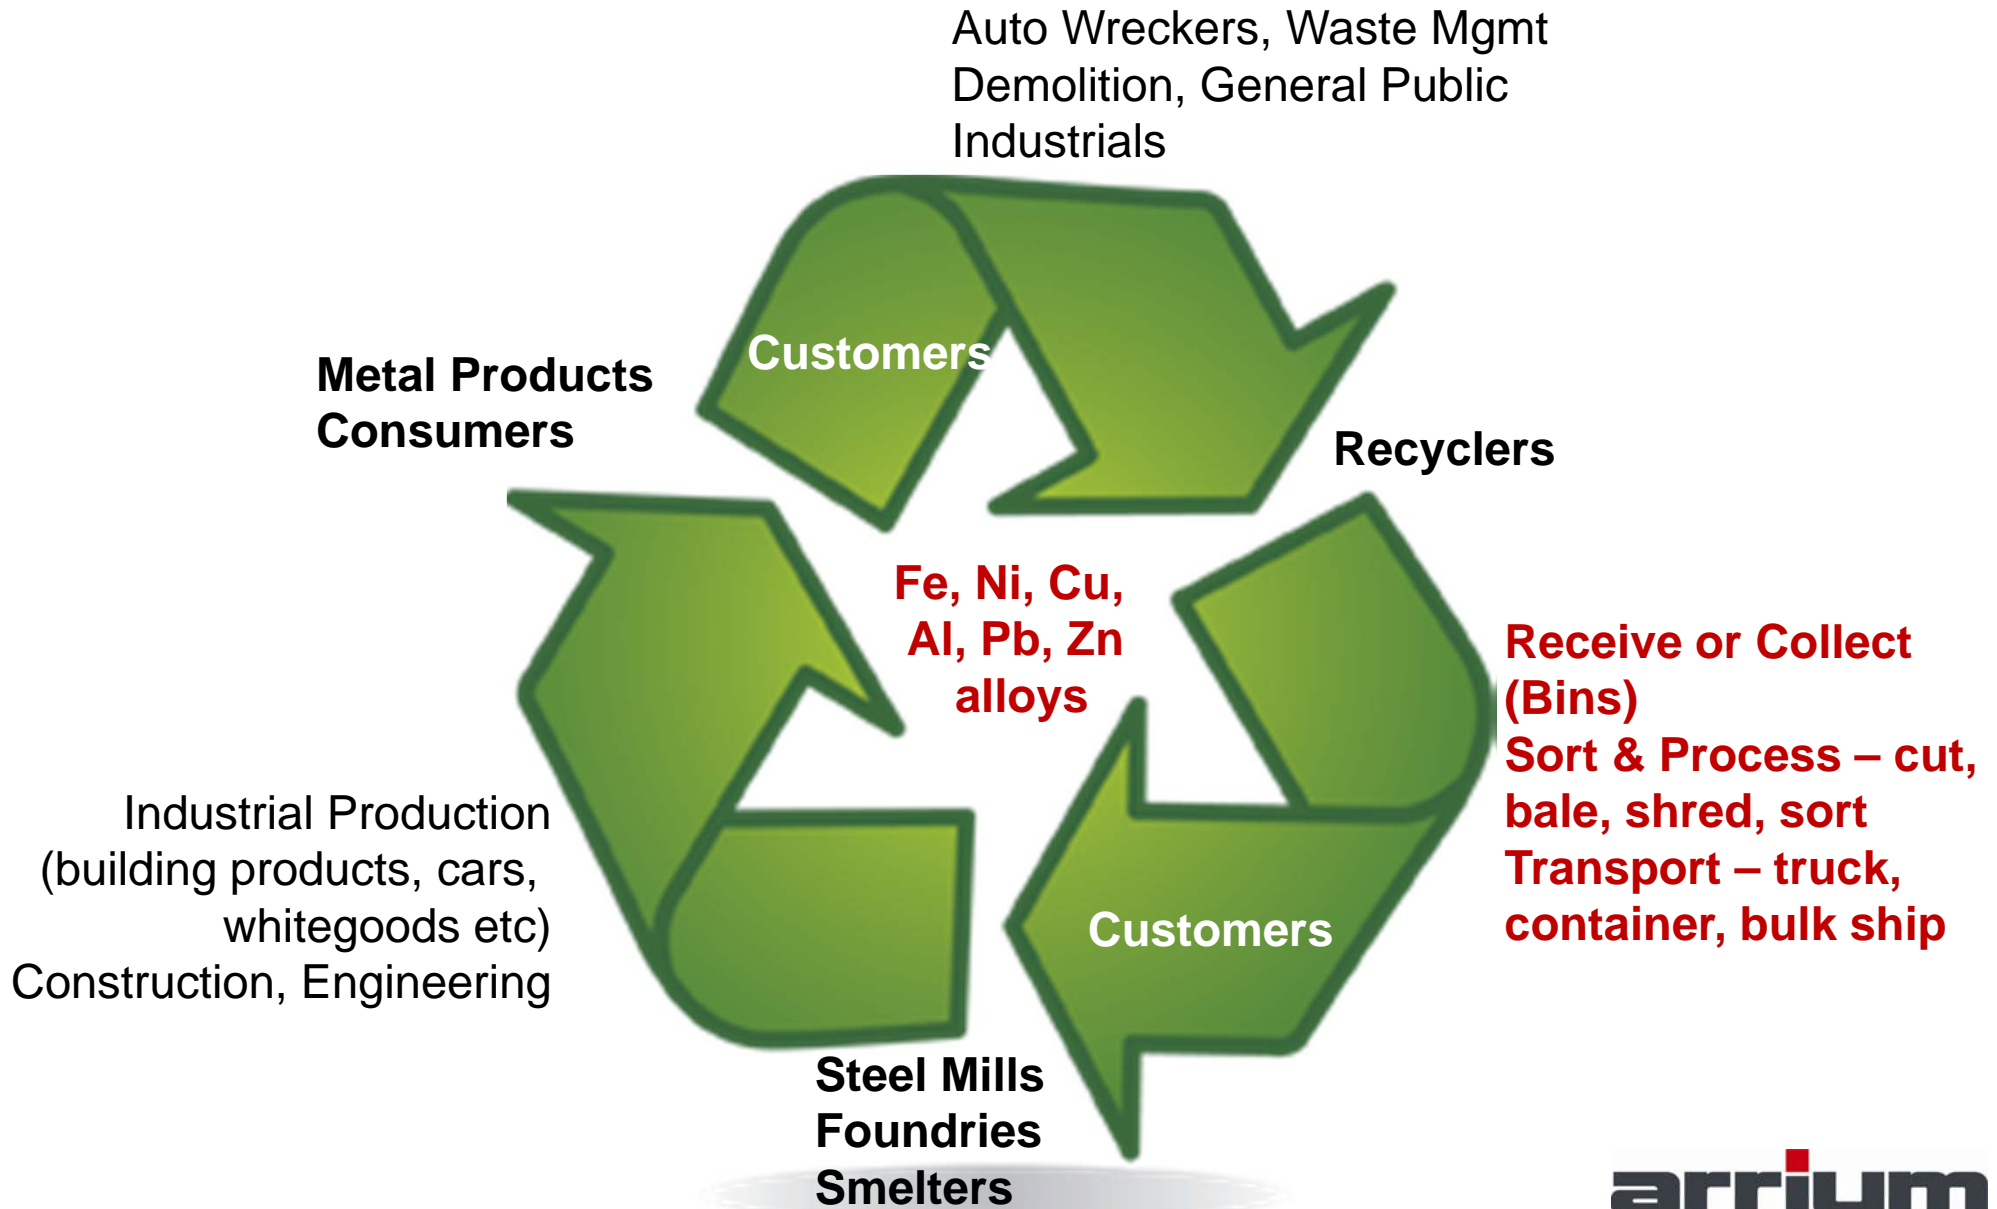 Auto Wreckers, Waste Mgmt
Demolition, General Public
Industrials
Customers
Metal Products
Consumers
Recyclers
Fe, Ni, Cu,
Al, Pb, Zn
alloys
Receive or Collect
(Bins)
Sort & Process – cut,
bale, shred, sort
Transport – truck,
container, bulk ship
Industrial Production
(building products, cars,
whitegoods etc)
Construction, Engineering
Customers
Steel Mills
Foundries
Smelters
arrium